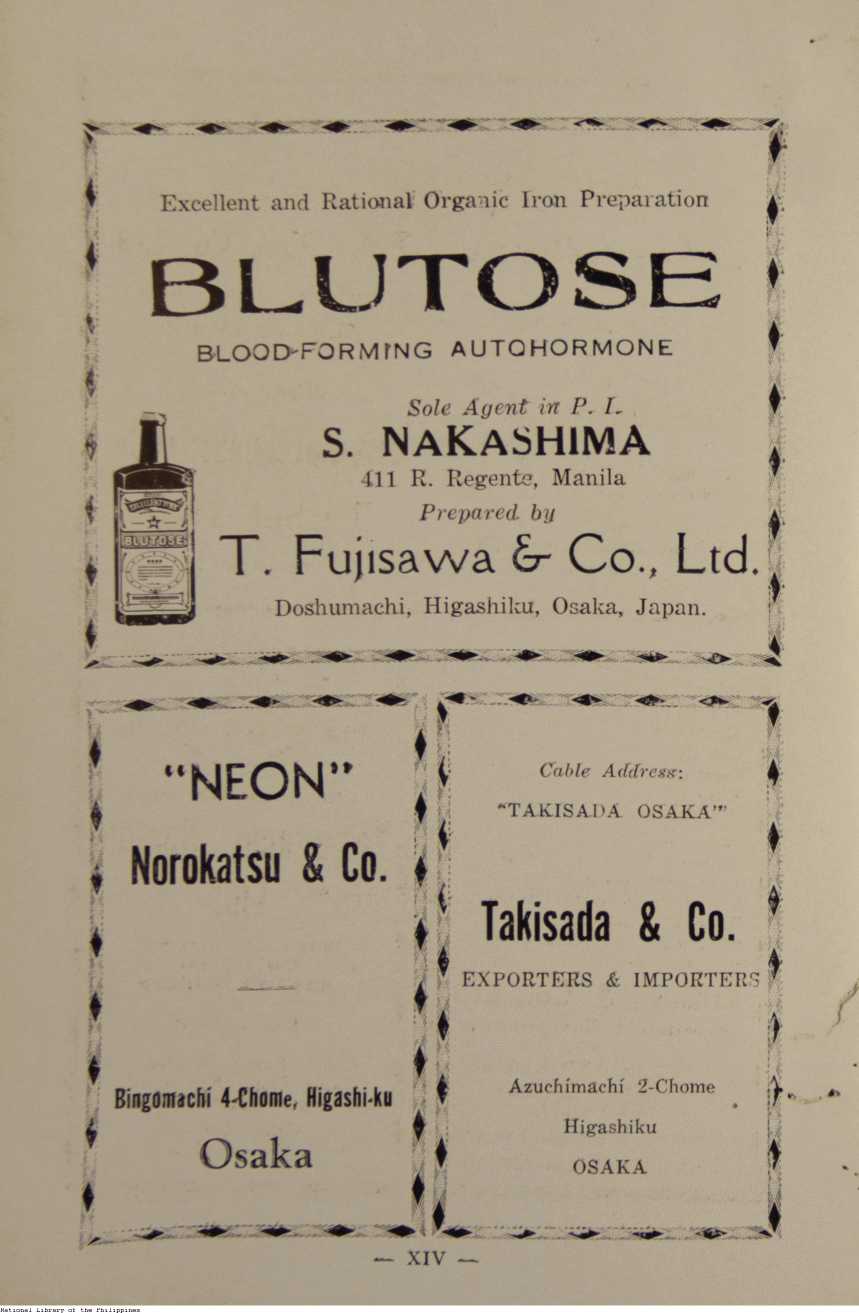 Excellent and Rational Organic Iron Preparation
BLUTOSE
BLOOD-FORMING AUTOHORMONE
Sole Agent in P. I.
S. NAKASHIMA
411 R. Regente, Manila
Prepared by
T. Fujisawa & Co., Ltd.
Doshumachi, Higashiku, Osaka, Japan.
BLUTOSE
"NEON"
Norokatsu & Co.
Bingomachi 4-Chome, Higashi-ku
Osaka
Cable Address:
"TAKISADA OSAKA"
Takisada & Co.
EXPORTERS & IMPORTERS
Azuchimachi 2-Chome
Higashiku
OSAKA
— XIV —
National Library of the Philippines